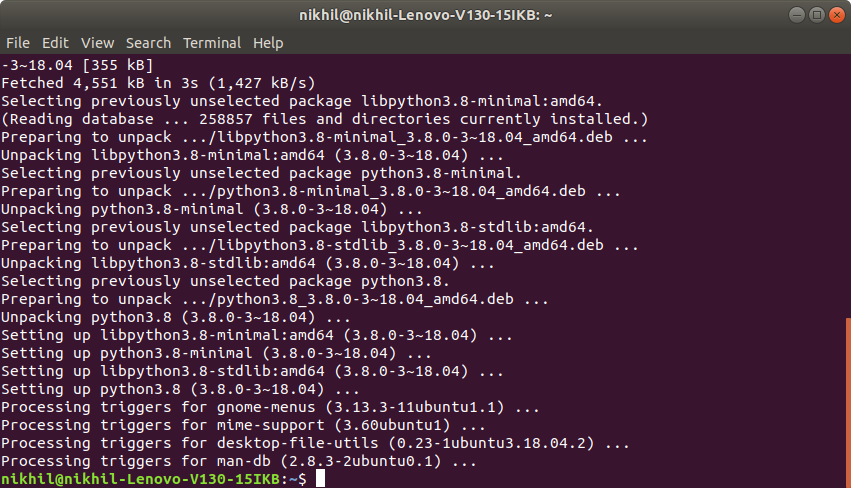 nikhil@nikhil-Lenovo-V130-15IKB: ~
File Edit View Search Terminal Help
-3~18.04 [355 kB]
Fetched 4,551 kB in 3s (1,427 kB/s)
Selecting previously unselected package libpython3.8-minimal:amd64.
(Reading database ... 258857 files and directories currently installed.)
Preparing to unpack .../libpython3.8-minimal_3.8.0-3~18.04_amd64.deb ...
Unpacking libpython3.8-minimal:amd64 (3.8.0-3~18.04) ...
Selecting previously unselected package python3.8-minimal.
Preparing to unpack .../python3.8-minimal_3.8.0-3~18.04_amd64.deb ...
Unpacking python3.8-minimal (3.8.0-3~18.04) ...
Selecting previously unselected package libpython3.8-stdlib:amd64.
Preparing to unpack .../libpython3.8-stdlib_3.8.0-3~18.04_amd64.deb ...
Unpacking libpython3.8-stdlib:amd64 (3.8.0-3~18.04) ...
Selecting previously unselected package python3.8.
Preparing to unpack .../python3.8_3.8.0-3~18.04_amd64.deb ...
Unpacking python3.8 (3.8.0-3~18.04) ...
Setting up libpython3.8-minimal:amd64 (3.8.0-3~18.04) ...
Setting up python3.8-minimal (3.8.0-3~18.04) ...
Setting up libpython3.8-stdlib:amd64 (3.8.0-3~18.04) ...
Setting up python3.8 (3.8.0-3~18.04) ...
Processing triggers for gnome-menus (3.13.3-11ubuntu1.1) ...
Processing triggers for mime-support (3.60ubuntu1) ...
Processing triggers for desktop-file-utils (0.23-1ubuntu3.18.04.2) ...
Processing triggers for man-db (2.8.3-2ubuntu0.1) ...
nikhil@nikhil-Lenovo-V130-15IKB:~$